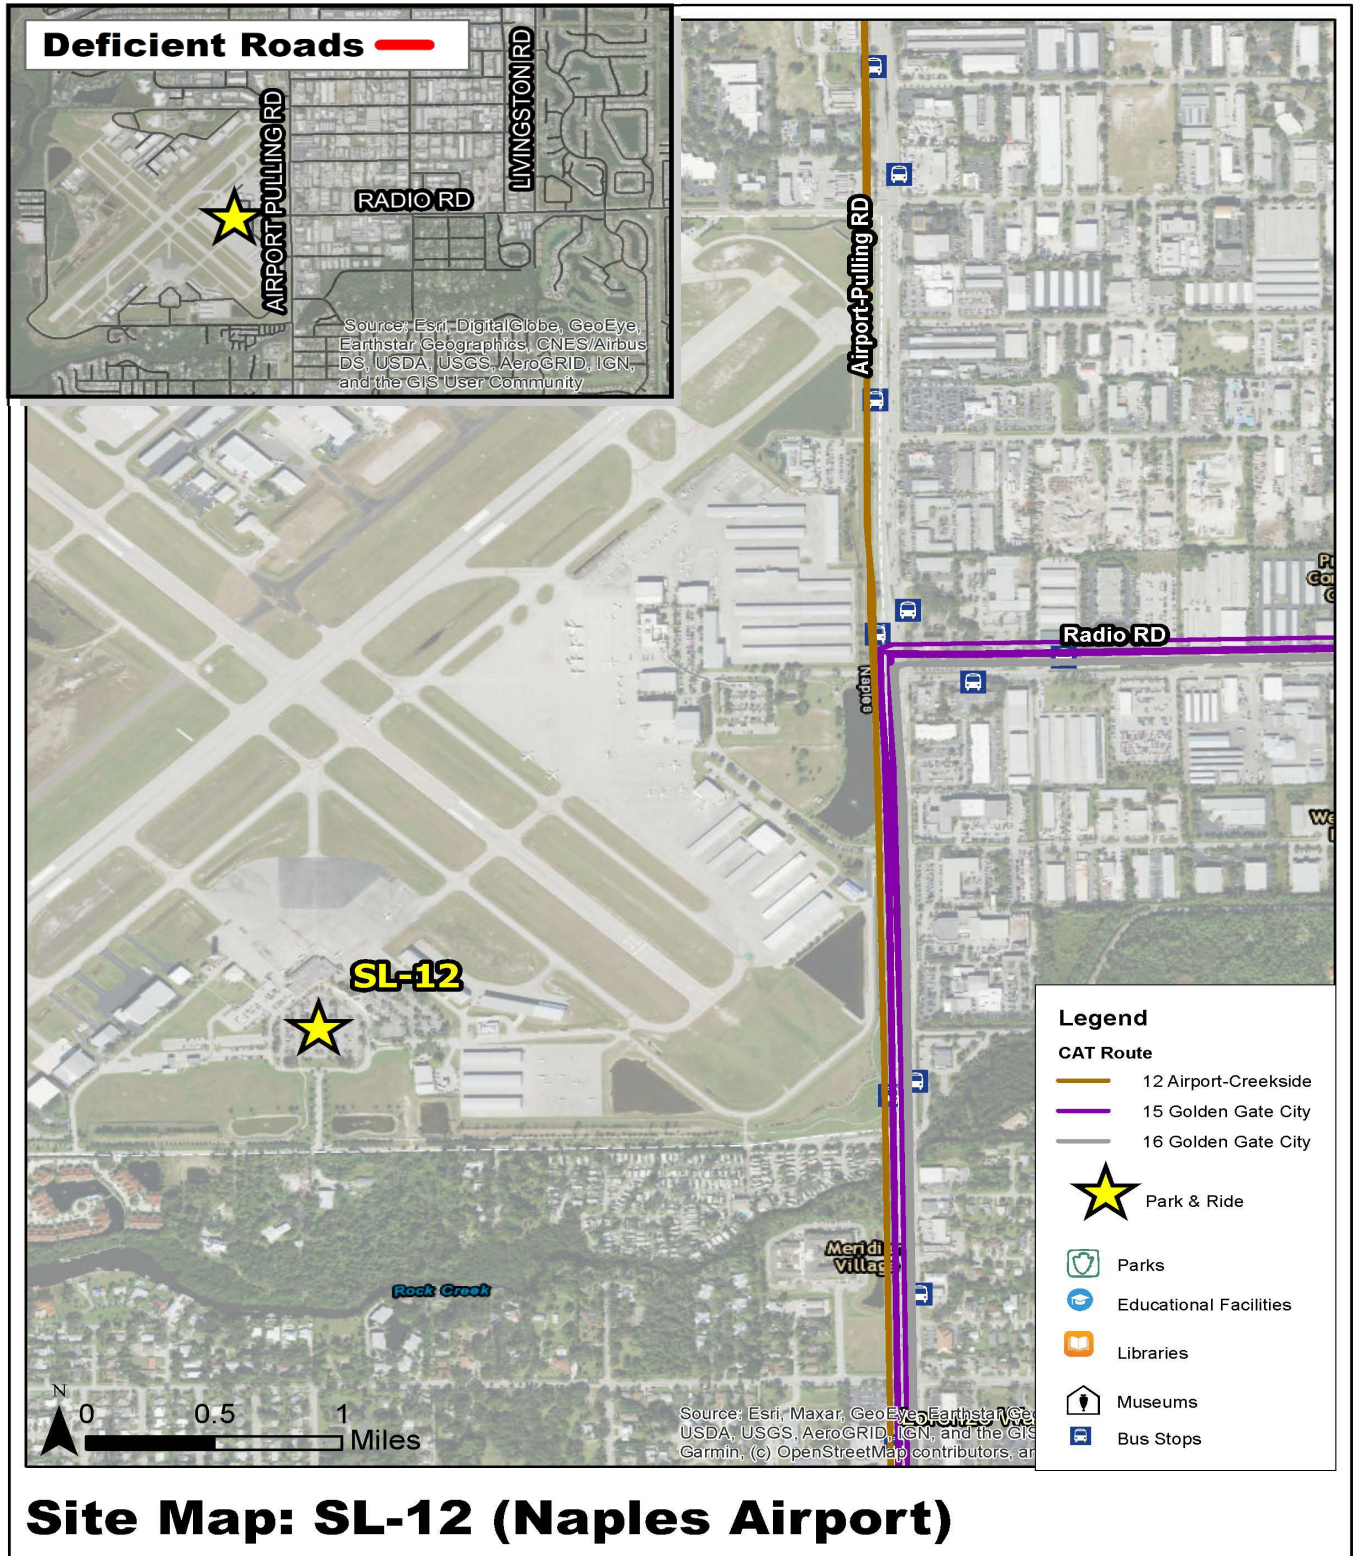 Deficient Roads
AIRPORT PULLING RD
LIVINGSTON RD
RADIO RD
Source: Esri, DigitalGlobe, GeoEye,
Earthstar Geographics, CNES/Airbus
DS, USDA, USGS, AeroGRID, IGN,
and the GIS User Community
Airport-Pulling RD
Radio RD
Naples
SL-12
Meridi
Village
Rock Creek
N
0 0.5 1
Miles
Source: Esri, Maxar, GeoEye, Earthstar Geo
USDA, USGS, AeroGRID, IGN, and the GIS
Garmin, (c) OpenStreetMap contributors, an
Legend
CAT Route
12 Airport-Creekside
15 Golden Gate City
16 Golden Gate City
Park & Ride
Parks
Educational Facilities
Libraries
Museums
Bus Stops
Site Map: SL-12 (Naples Airport)